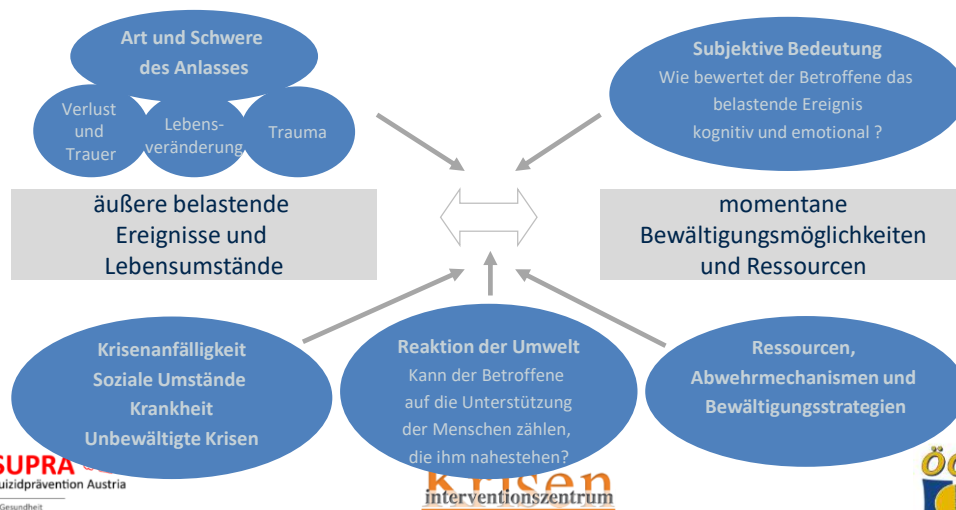 Art und Schwere
des Anlasses
Verlust
und
Trauer
Lebens-
veränderung
Trauma
Subjektive Bedeutung
Wie bewertet der Betroffene das
belastende Ereignis
kognitiv und emotional ?
äußere belastende
Ereignisse und
Lebensumstände
momentane
Bewältigungsmöglichkeiten
und Ressourcen
Krisenanfälligkeit
Soziale Umstände
Krankheit
Unbewältigte Krisen
Reaktion der Umwelt
Kann der Betroffene
auf die Unterstützung
der Menschen zählen,
die ihm nahestehen?
Ressourcen,
Abwehrmechanismen und
Bewältigungsstrategien
SUPRA
uizidprävention Austria
Gesundheit
Krisen
interventionszentrum